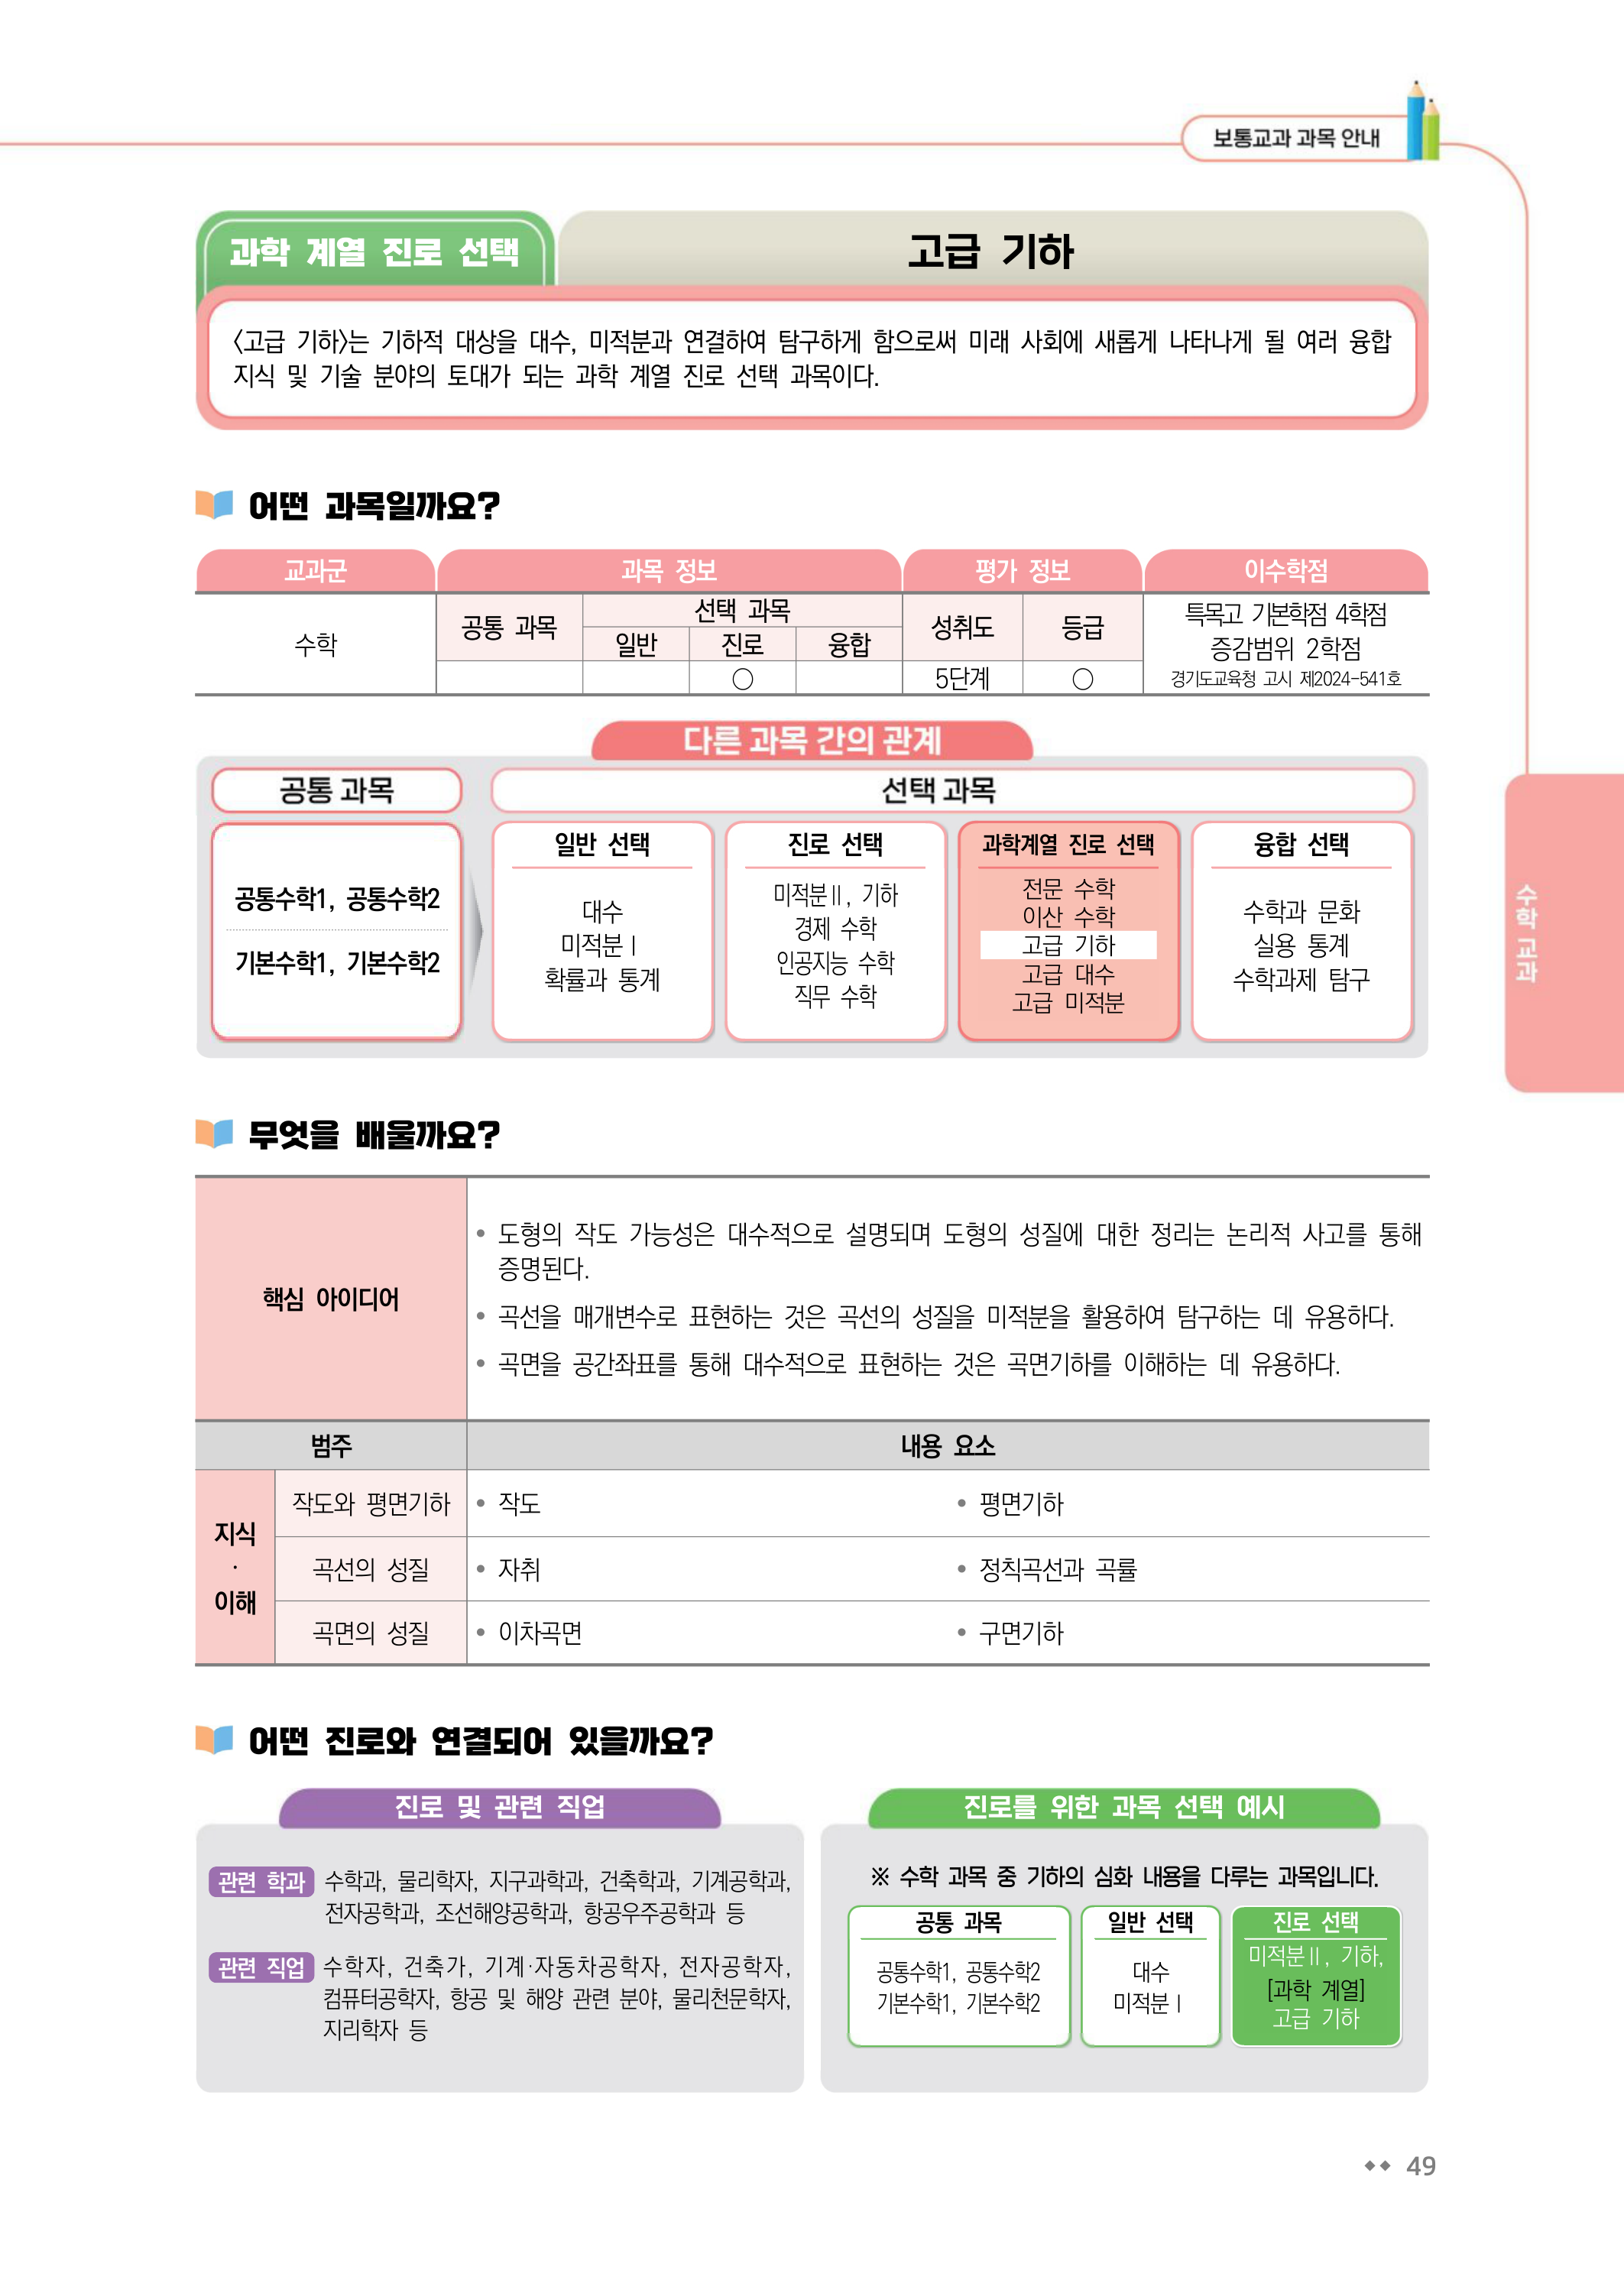 보통교과 과목 안내
과학 계열 진로 선택
고급 기하
〈고급 기하〉는 기하적 대상을 대수, 미적분과 연결하여 탐구하게 함으로써 미래 사회에 새롭게 나타나게 될 여러 융합
지식 및 기술 분야의 토대가 되는 과학 계열 진로 선택 과목이다.
어떤 과목일까요?
교과군 과목 정보 평가 정보 이수학점
수학
공통 과목
선택 과목
일반 진로 융합
○
성취도 등급
5단계 ○
특목고 기본학점 4학점
증감범위 2학점
경기도교육청 고시 제2024-541호
다른 과목 간의 관계
공통 과목
선택 과목
공통수학1, 공통수학2
기본수학1, 기본수학2
일반 선택
대수
미적분Ⅰ
확률과 통계
진로 선택
미적분Ⅱ, 기하
경제 수학
인공지능 수학
직무 수학
과학계열 진로 선택
전문 수학
이산 수학
고급 기하
고급 대수
고급 미적분
융합 선택
수학과 문화
실용 통계
수학과제 탐구
수학 교과
무엇을 배울까요?
핵심 아이디어
• 도형의 작도 가능성은 대수적으로 설명되며 도형의 성질에 대한 정리는 논리적 사고를 통해
증명된다.
• 곡선을 매개변수로 표현하는 것은 곡선의 성질을 미적분을 활용하여 탐구하는 데 유용하다.
• 곡면을 공간좌표를 통해 대수적으로 표현하는 것은 곡면기하를 이해하는 데 유용하다.
범주 내용 요소
지식
·
이해
작도와 평면기하 • 작도 • 평면기하
곡선의 성질 • 자취 • 정칙곡선과 곡률
곡면의 성질 • 이차곡면 • 구면기하
어떤 진로와 연결되어 있을까요?
진로 및 관련 직업
관련 학과 수학과, 물리학자, 지구과학과, 건축학과, 기계공학과,
전자공학과, 조선해양공학과, 항공우주공학과 등
관련 직업 수학자, 건축가, 기계·자동차공학자, 전자공학자,
컴퓨터공학자, 항공 및 해양 관련 분야, 물리천문학자,
지리학자 등
진로를 위한 과목 선택 예시
※ 수학 과목 중 기하의 심화 내용을 다루는 과목입니다.
공통 과목
공통수학1, 공통수학2
기본수학1, 기본수학2
일반 선택
대수
미적분Ⅰ
진로 선택
미적분Ⅱ, 기하,
[과학 계열]
고급 기하
49